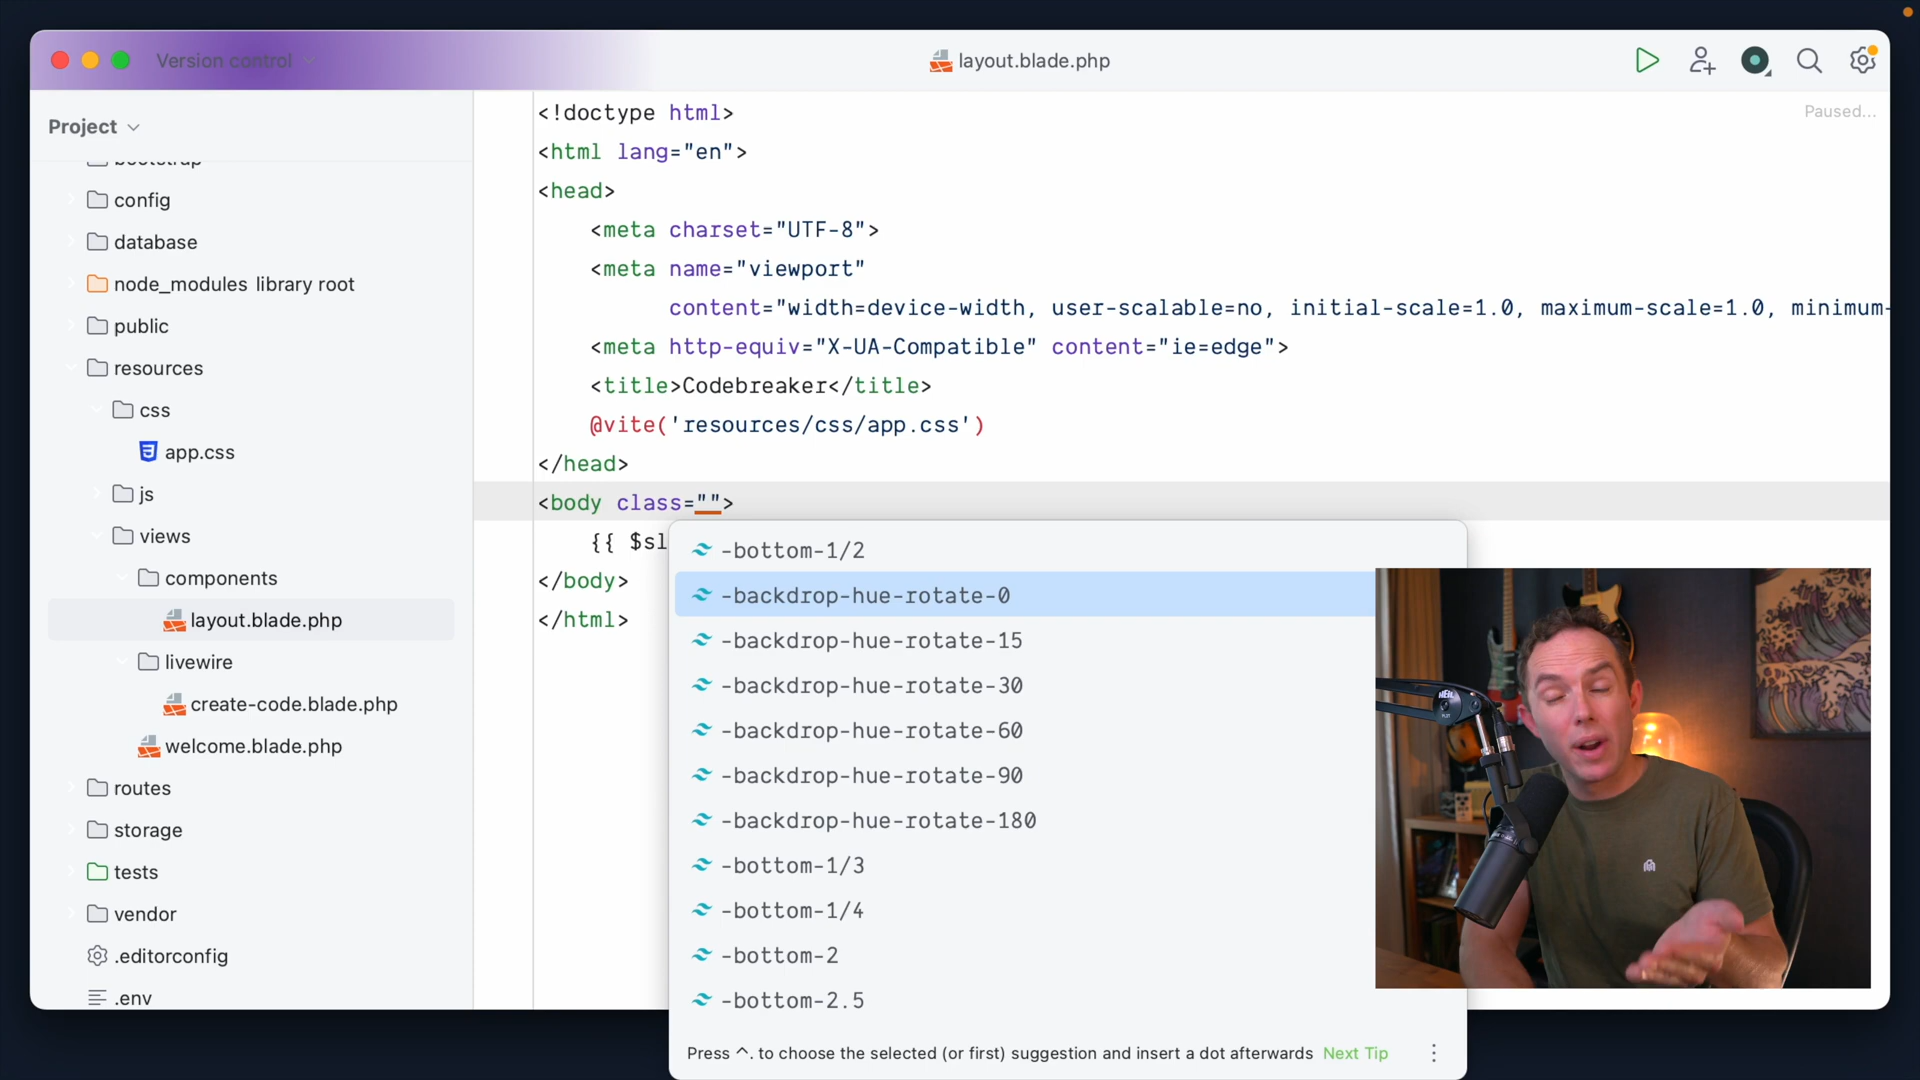 Version control
layout.blade.php
Project
bootstrap
config
database
node_modules library root
public
resources
css
app.css
js
views
components
layout.blade.php
livewire
create-code.blade.php
welcome.blade.php
routes
storage
tests
vendor
.editorconfig
.env
Paused...
<!doctype html>
<html lang="en">
<head>
<meta charset="UTF-8">
<meta name="viewport"
content="width=device-width, user-scalable=no, initial-scale=1.0, maximum-scale=1.0, minimum-
<meta http-equiv="X-UA-Compatible" content="ie=edge">
<title>Codebreaker</title>
@vite('resources/css/app.css')
</head>
<body class="">
{{ $sl
</body>
</html>
-bottom-1/2
-backdrop-hue-rotate-0
-backdrop-hue-rotate-15
-backdrop-hue-rotate-30
-backdrop-hue-rotate-60
-backdrop-hue-rotate-90
-backdrop-hue-rotate-180
-bottom-1/3
-bottom-1/4
-bottom-2
-bottom-2.5
Press ^. to choose the selected (or first) suggestion and insert a dot afterwards Next Tip